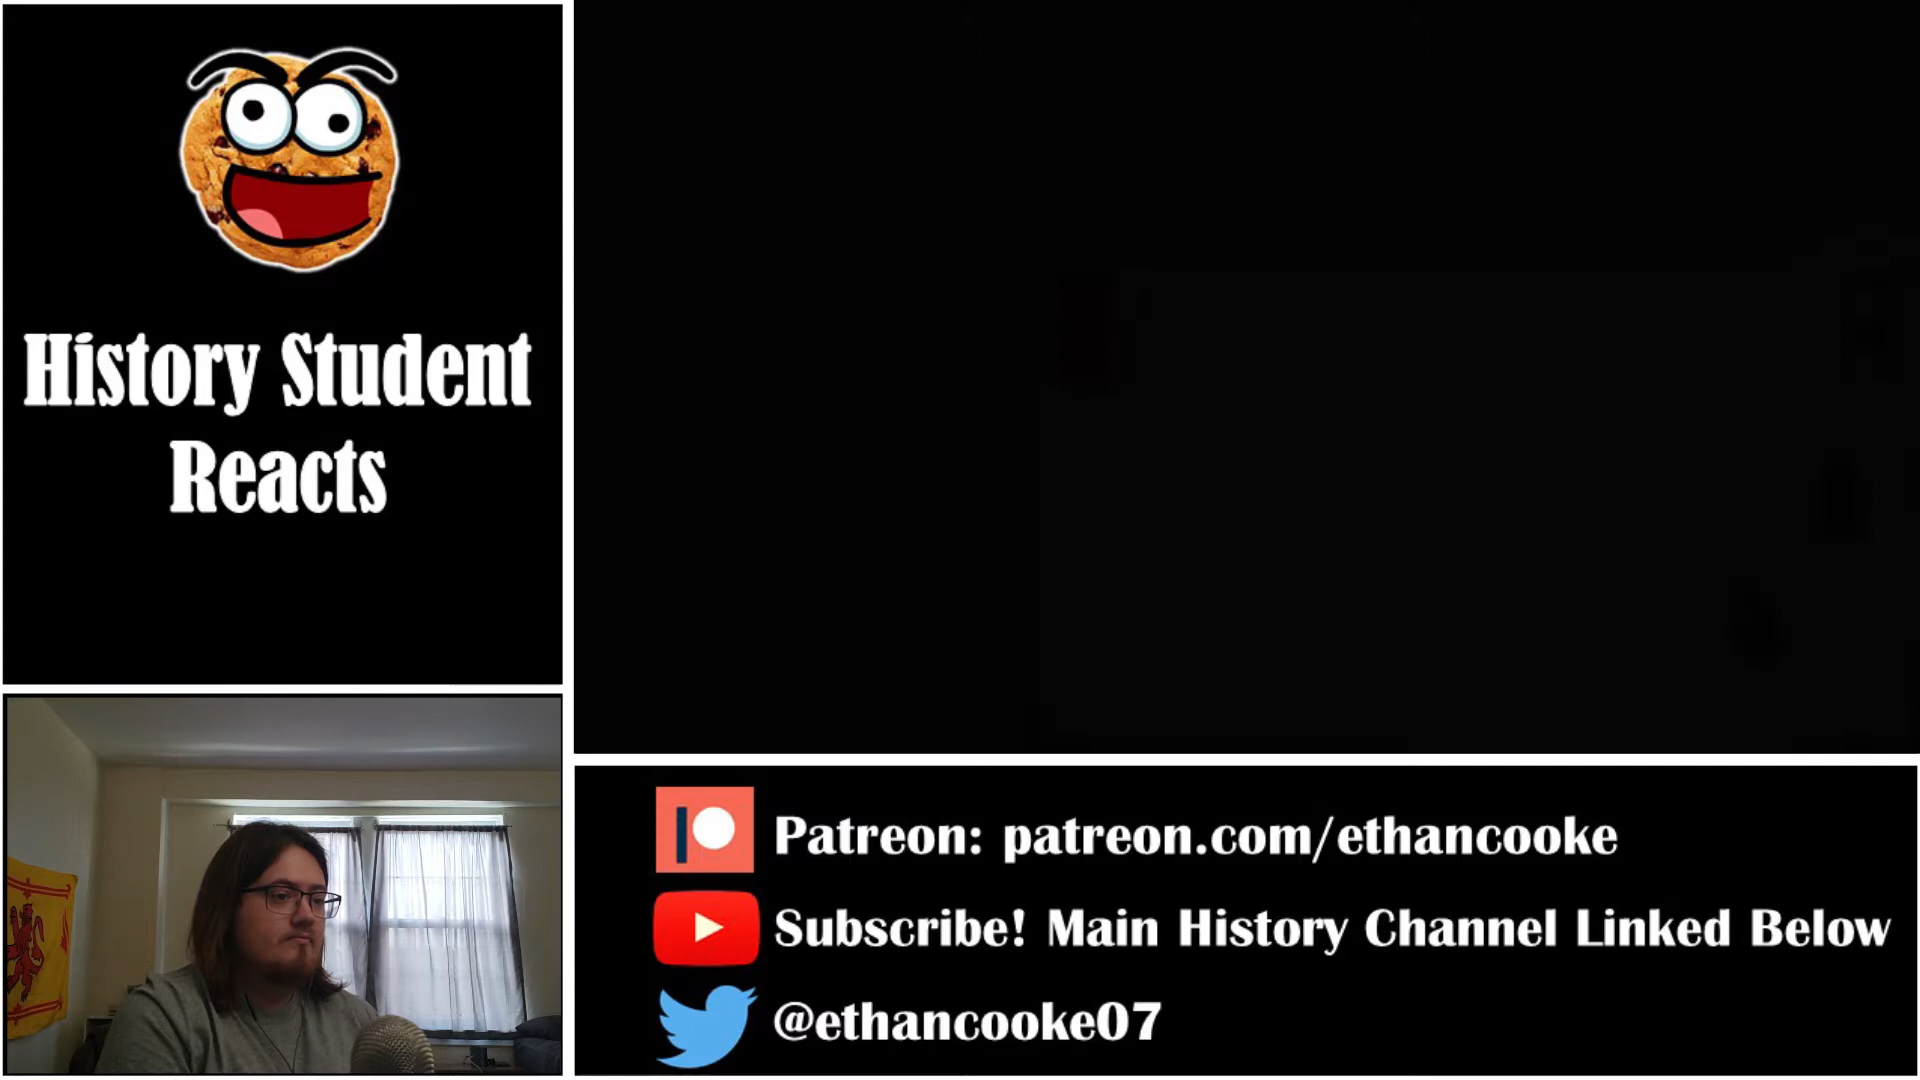 History Student
Reacts
Patreon: patreon.com/ethancooke
Subscribe! Main History Channel Linked Below
@ethancooke07